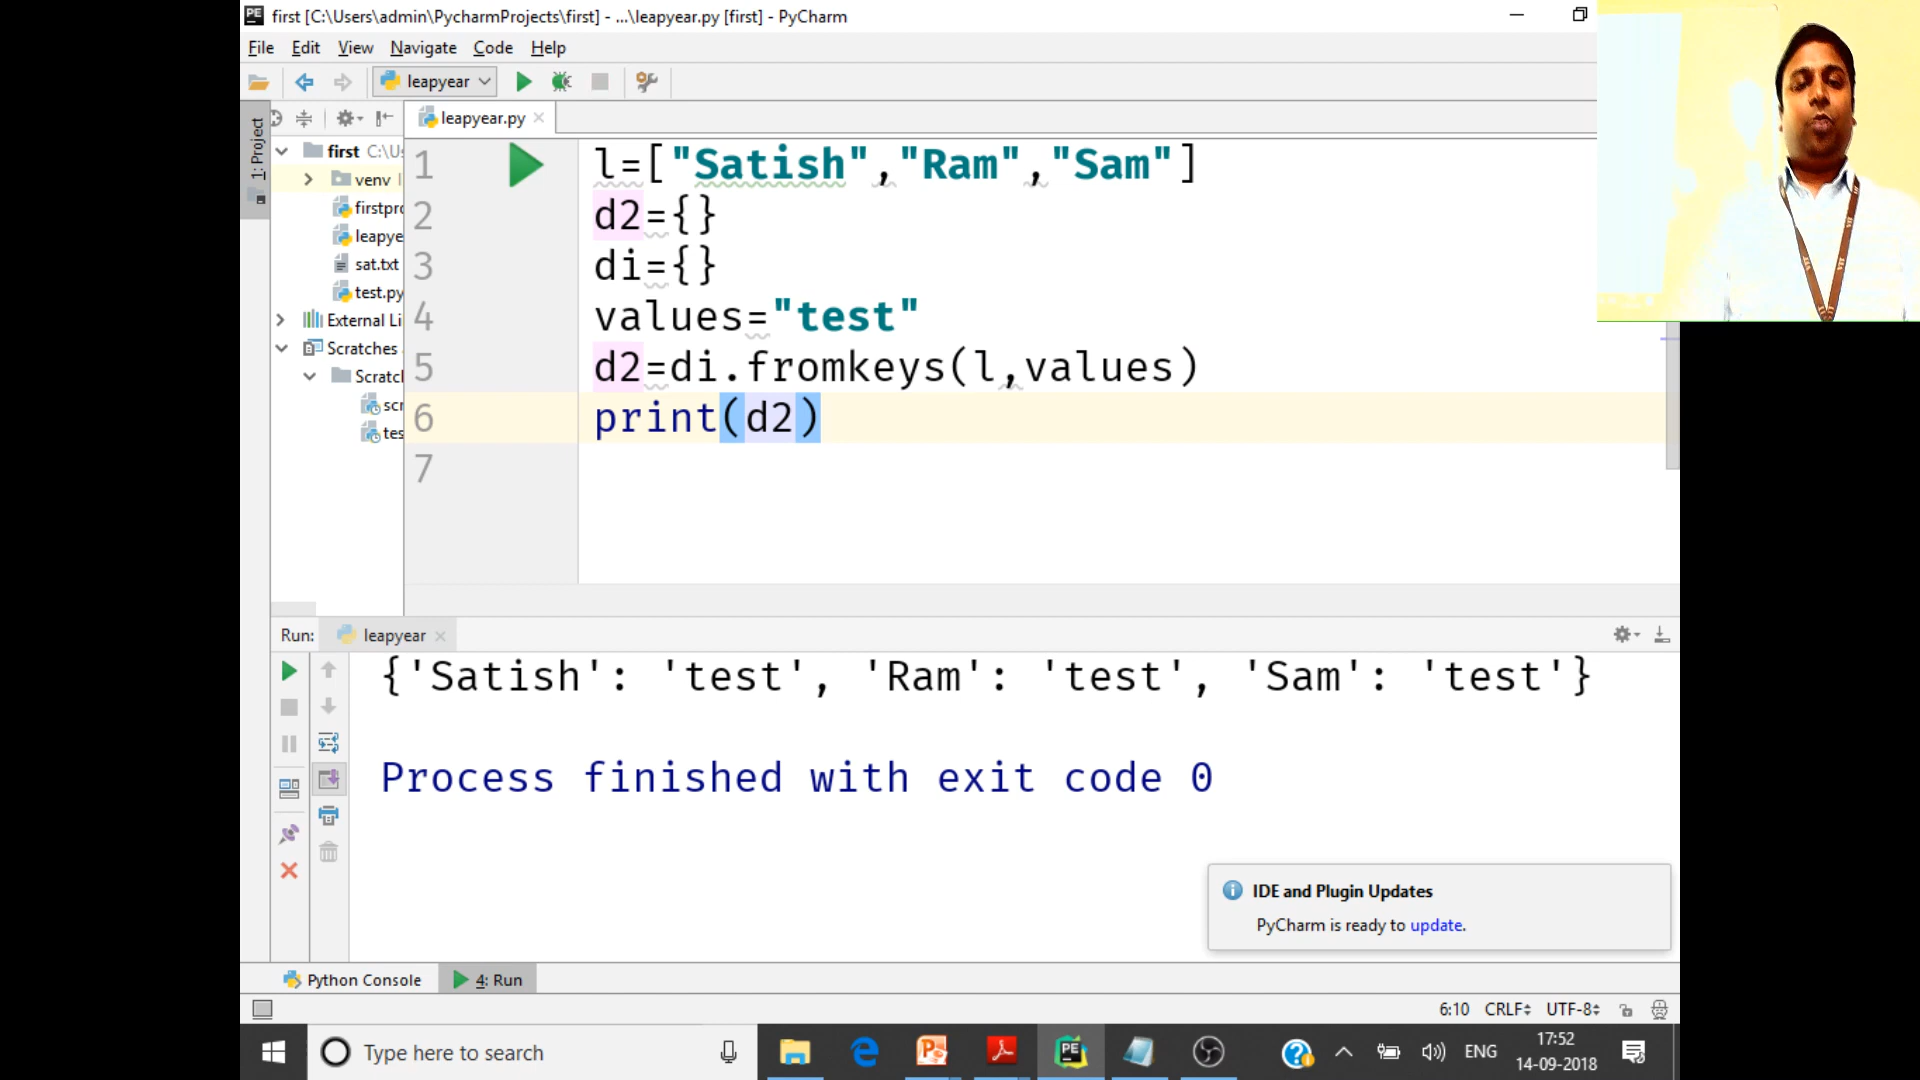 first [C:\Users\admin\PycharmProjects\first] - ...\leapyear.py [first] - PyCharm
File Edit View Navigate Code Help
leapyear
1: Project
leapyear.py
first C:\Us
venv
firstpro
leapye
sat.txt
test.py
External Li
Scratches
Scratcl
scr
tes
1 l=["Satish","Ram","Sam"]
2 d2={}
3 di={}
4 values="test"
5 d2=di.fromkeys(l,values)
6 print(d2)
7
Run: leapyear
{'Satish': 'test', 'Ram': 'test', 'Sam': 'test'}
Process finished with exit code 0
IDE and Plugin Updates
PyCharm is ready to update.
Python Console 4: Run
6:10 CRLF UTF-8
Type here to search
ENG
17:52
14-09-2018